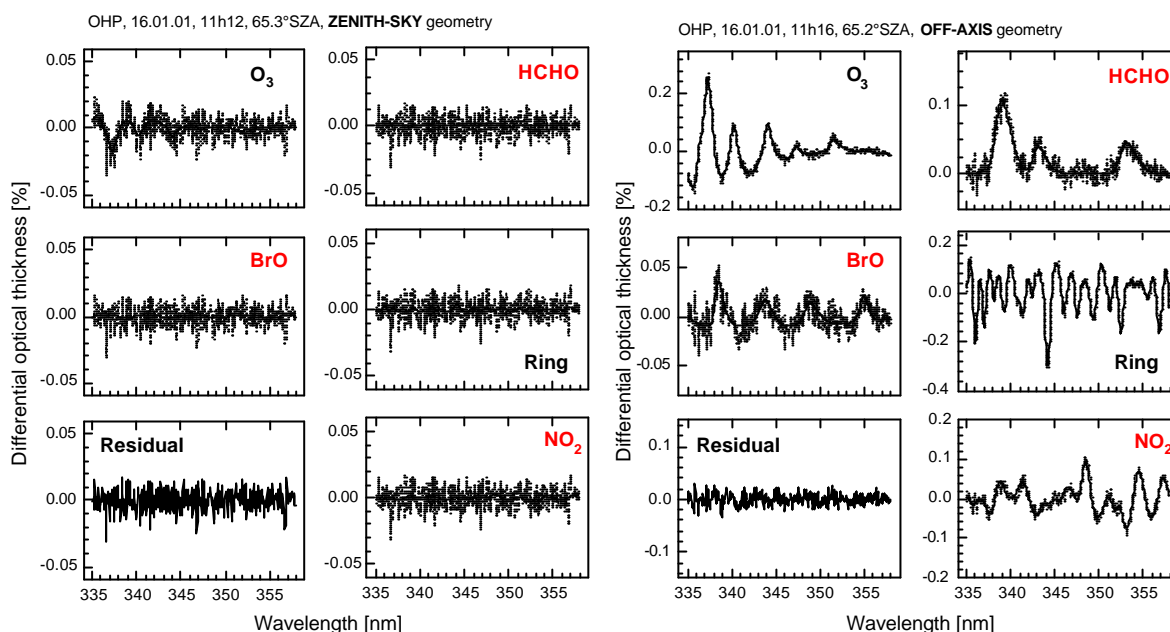 OHP, 16.01.01, 11h12, 65.3°SZA, ZENITH-SKY geometry
Differential optical thickness [%]
0.05
0.00
-0.05
O3
HCHO
0.05
0.00
-0.05
0.05
0.00
-0.05
BrO
0.05
0.00
-0.05
Ring
0.05
0.00
-0.05
Residual
0.05
0.00
-0.05
NO2
0.05
0.00
-0.05
335 340 345 350 355
335 340 345 350 355
Wavelength [nm]
OHP, 16.01.01, 11h16, 65.2°SZA, OFF-AXIS geometry
Differential optical thickness [%]
O3
0.2
0.0
-0.2
HCHO
0.1
0.0
BrO
0.05
0.00
-0.05
0.2
0.0
-0.2
-0.4
Ring
Residual
0.1
0.0
-0.1
NO2
0.2
0.1
0.0
-0.1
-0.2
335 340 345 350 355
335 340 345 350 355
Wavelength [nm]